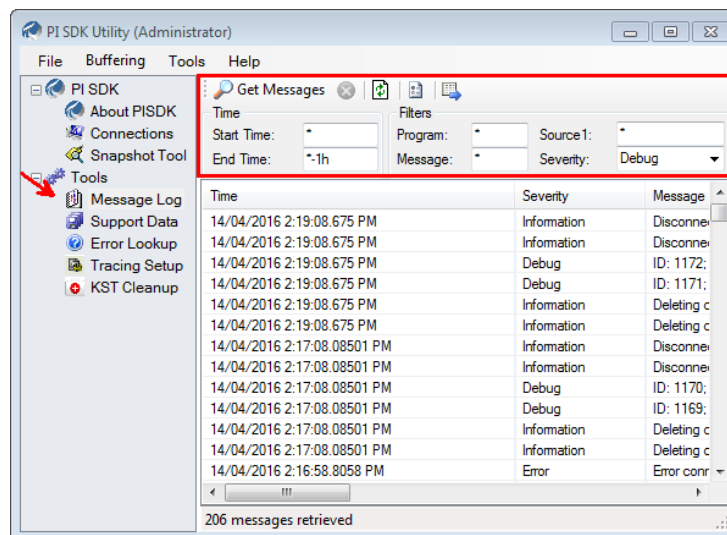 PI SDK Utility (Administrator)
File Buffering Tools Help
PI SDK
About PISDK
Connections
Snapshot Tool
Tools
Message Log
Support Data
Error Lookup
Tracing Setup
KST Cleanup
Get Messages
Time Filters
Start Time: * Program: * Source1: *
End Time: *-1h Message: * Severity: Debug
Time Severity Message
14/04/2016 2:19:08.675 PM Information Disconne
14/04/2016 2:19:08.675 PM Information Disconne
14/04/2016 2:19:08.675 PM Debug ID: 1172;
14/04/2016 2:19:08.675 PM Debug ID: 1171;
14/04/2016 2:19:08.675 PM Information Deleting c
14/04/2016 2:19:08.675 PM Information Deleting c
14/04/2016 2:17:08.08501 PM Information Disconne
14/04/2016 2:17:08.08501 PM Information Disconne
14/04/2016 2:17:08.08501 PM Debug ID: 1170;
14/04/2016 2:17:08.08501 PM Debug ID: 1169;
14/04/2016 2:17:08.08501 PM Information Deleting c
14/04/2016 2:17:08.08501 PM Information Deleting c
14/04/2016 2:16:58.8058 PM Error Error conr
206 messages retrieved